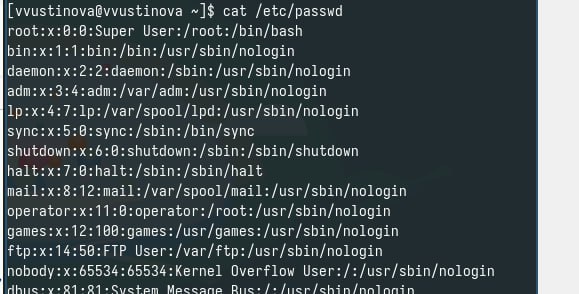 [vvustinova@vvustinova ~]$ cat /etc/passwd
root:x:0:0:Super User:/root:/bin/bash
bin:x:1:1:bin:/bin:/usr/sbin/nologin
daemon:x:2:2:daemon:/sbin:/usr/sbin/nologin
adm:x:3:4:adm:/var/adm:/usr/sbin/nologin
lp:x:4:7:lp:/var/spool/lpd:/usr/sbin/nologin
sync:x:5:0:sync:/sbin:/bin/sync
shutdown:x:6:0:shutdown:/sbin:/sbin/shutdown
halt:x:7:0:halt:/sbin:/sbin/halt
mail:x:8:12:mail:/var/spool/mail:/usr/sbin/nologin
operator:x:11:0:operator:/root:/usr/sbin/nologin
games:x:12:100:games:/usr/games:/usr/sbin/nologin
ftp:x:14:50:FTP User:/var/ftp:/usr/sbin/nologin
nobody:x:65534:65534:Kernel Overflow User:/:/usr/sbin/nologin
dbus:x:81:81:System Message Bus:/:/usr/sbin/nologin